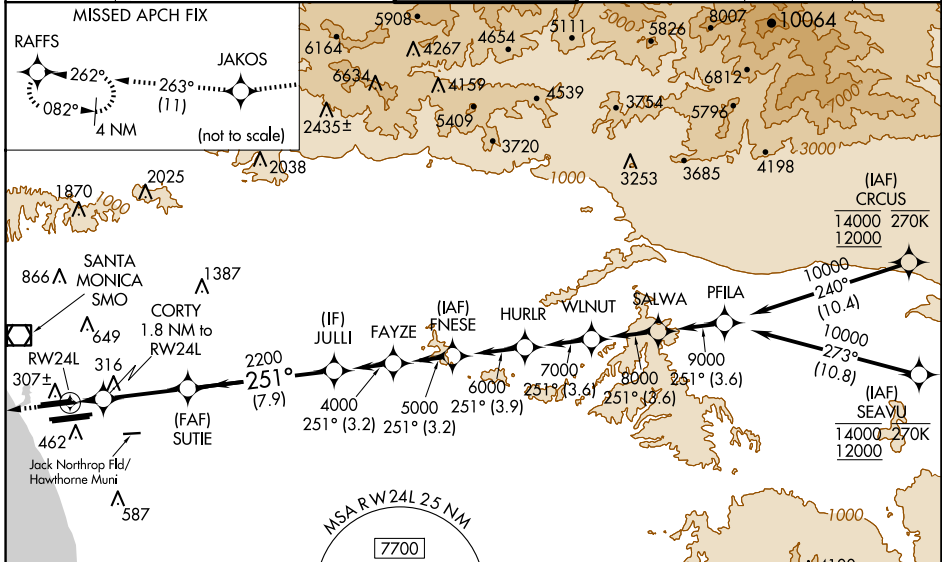 MISSED APCH FIX
RAFFS
JAKOS
262°
263°
(11)
082°
4 NM
(not to scale)
5908
6164
4267
4654
5111
5000
5826
8007
10064
6634
4159
4539
6812
2435±
5409
3754
5796
7000
3720
3000
2038
1000
3253
3685
4198
2025
1870
1000
(IAF)
CRCUS
14000 270K
12000
SANTA
MONICA
SMO
866
1387
CORTY
1.8 NM to
RW24L
649
10000
240°
(10.4)
PFILA
SALWA
WLNUT
HURLR
(IAF)
FNESE
FAYZE
(IF)
JULLI
RW24L
316
307±
2200
251°
(7.9)
10000
273°
(10.8)
9000
251° (3.6)
8000
251° (3.6)
7000
251° (3.6)
6000
251° (3.9)
5000
251° (3.2)
4000
251° (3.2)
(FAF)
SUTIE
462
(IAF)
SEAVU
14000 270K
12000
Jack Northrop Fld/
Hawthorne Muni
587
MSA RW24L 25 NM
7700
1000